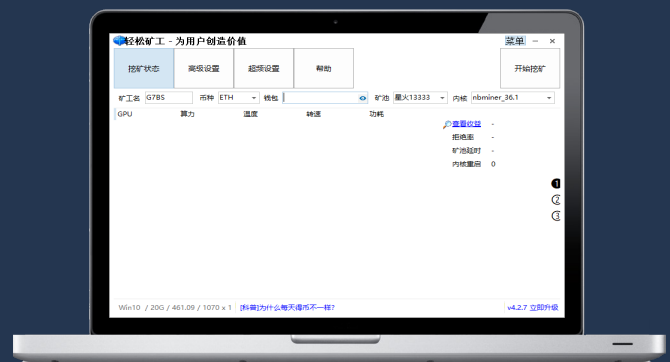 轻松矿工 - 为用户创造价值 菜单
挖矿状态 高级设置 超频设置 帮助 开始挖矿
矿工名 G7BS 币种 ETH 钱包 矿池 星火13333 内核 nbminer_36.1
GPU 算力 温度 转速 功耗
查看收益 -
拒绝率 -
矿池延时 -
内核重启 0
1
2
3
Win10 / 20G / 461.09 / 1070 x 1 [科普]为什么每天得币不一样? v4.2.7 立即升级